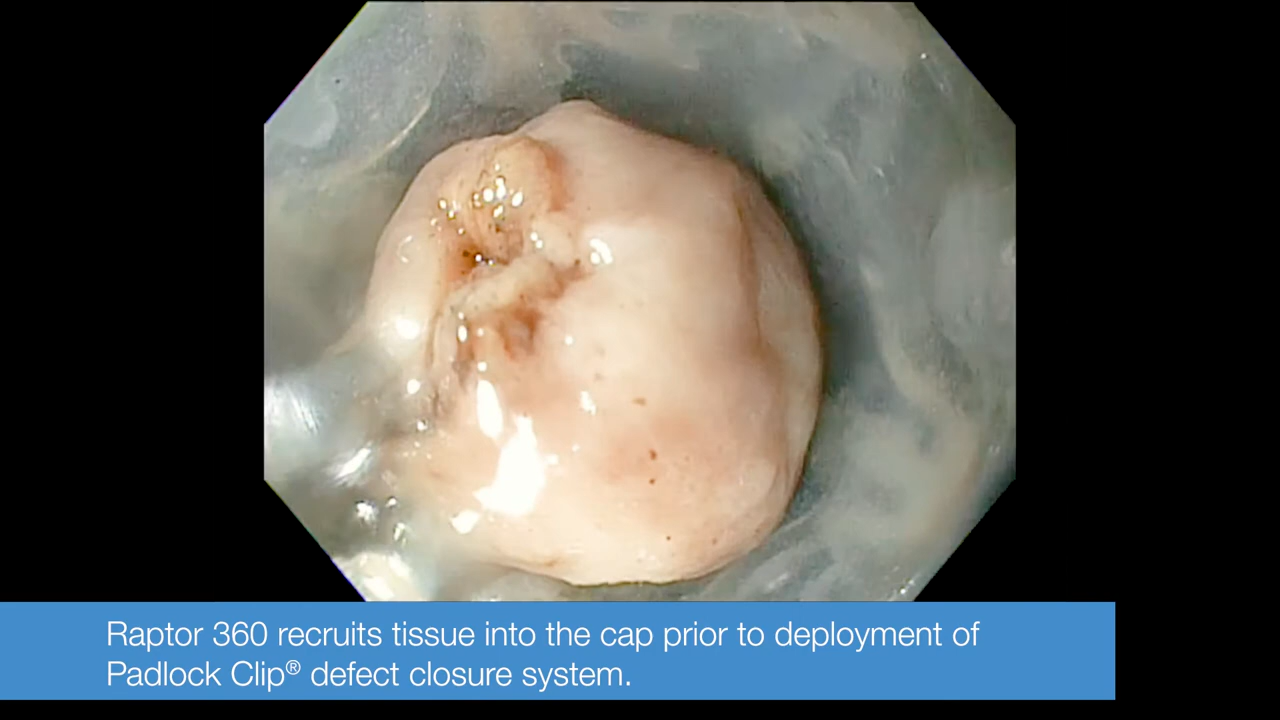 Raptor 360 recruits tissue into the cap prior to deployment of
Padlock Clip® defect closure system.